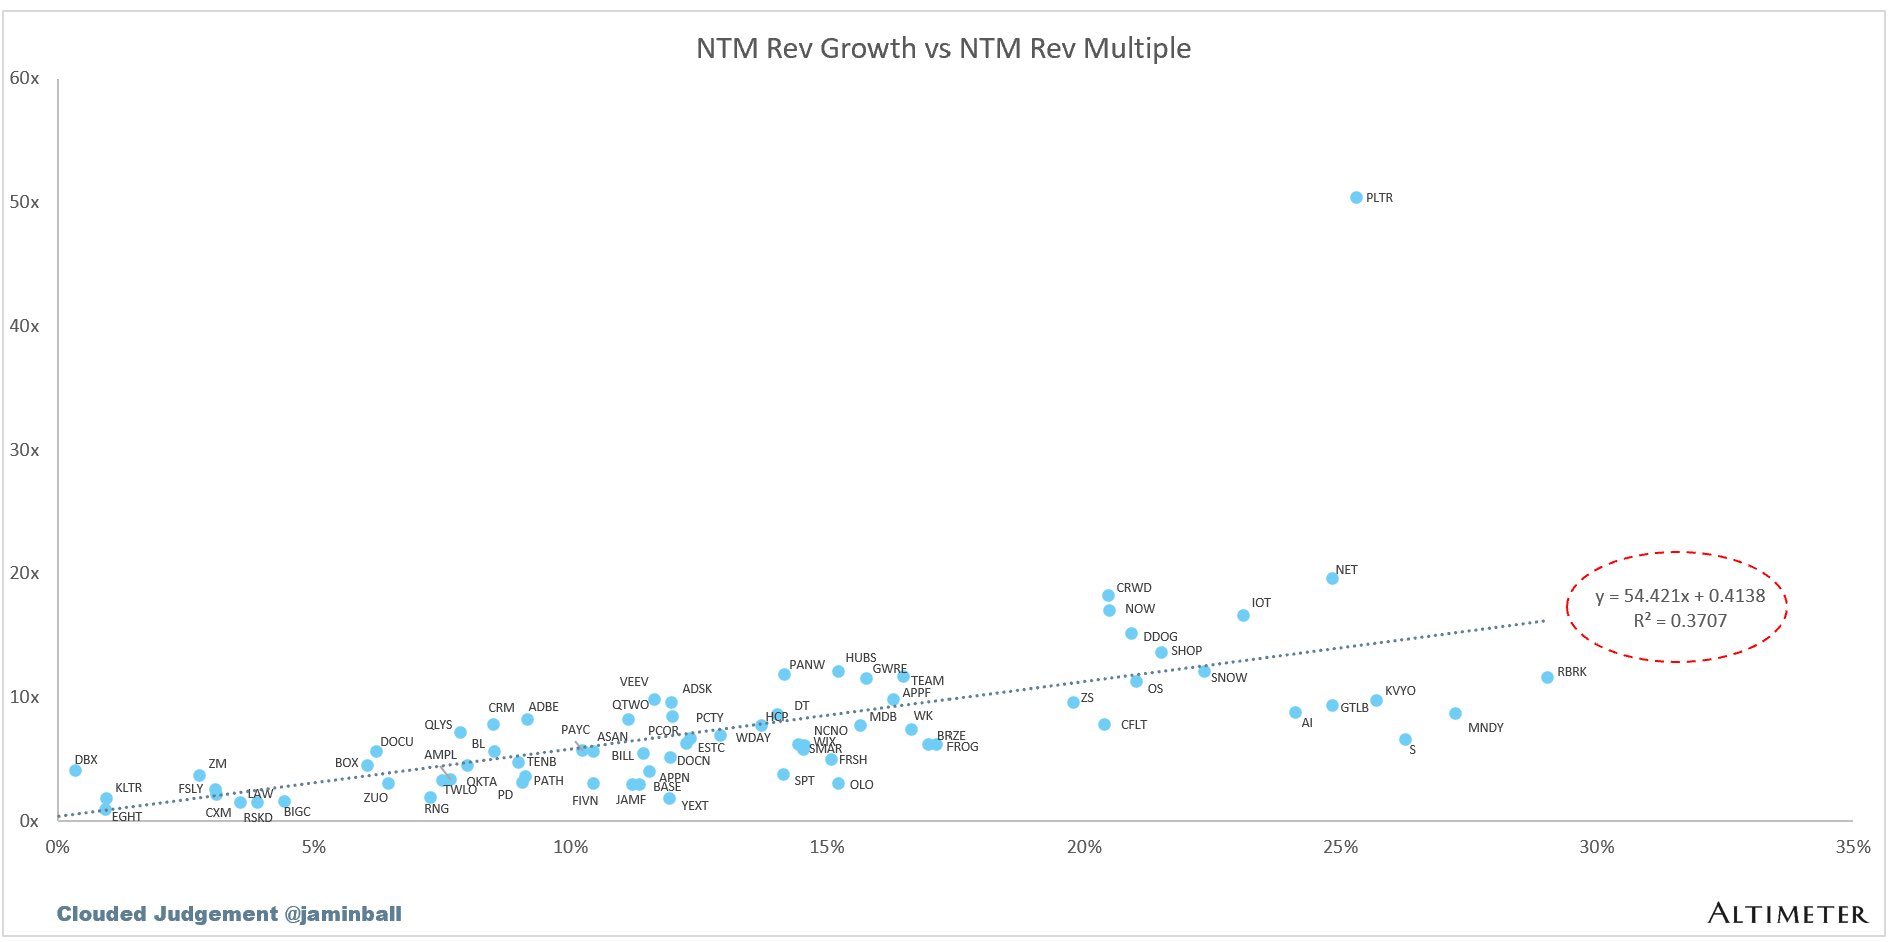 NTM Rev Growth vs NTM Rev Multiple
60x
50x
40x
30x
20x
10x
0x
PLTR
NET
CRWD
NOW
IOT
DDOG
SHOP
y = 54.421x + 0.4138
R² = 0.3707
PANW
HUBS
GWRE
TEAM
SNOW
RBRK
VEEV
ADSK
OS
APPF
ZS
KVYO
GTLB
CRM
ADBE
QTWO
PCTY
DT
HCP
MDB
WK
CFLT
AI
MNDY
QLYS
PAYC
ASAN
PCOR
WDAY
NCNO
WIX
SMAR
BRZE
FROG
S
DOCU
BL
AMPL
BILL
ESTC
DOCN
FRSH
DBX
ZM
BOX
TENB
OKTA
PATH
APPN
SPT
OLO
KLTR
FSLY
LAW
ZUO
TWLO
PD
FIVN
JAMF
BASE
YEXT
EGHT
CXM
RSKD
BIGC
RNG
0%
5%
10%
15%
20%
25%
30%
35%
Clouded Judgement @jaminball
ALTIMETER